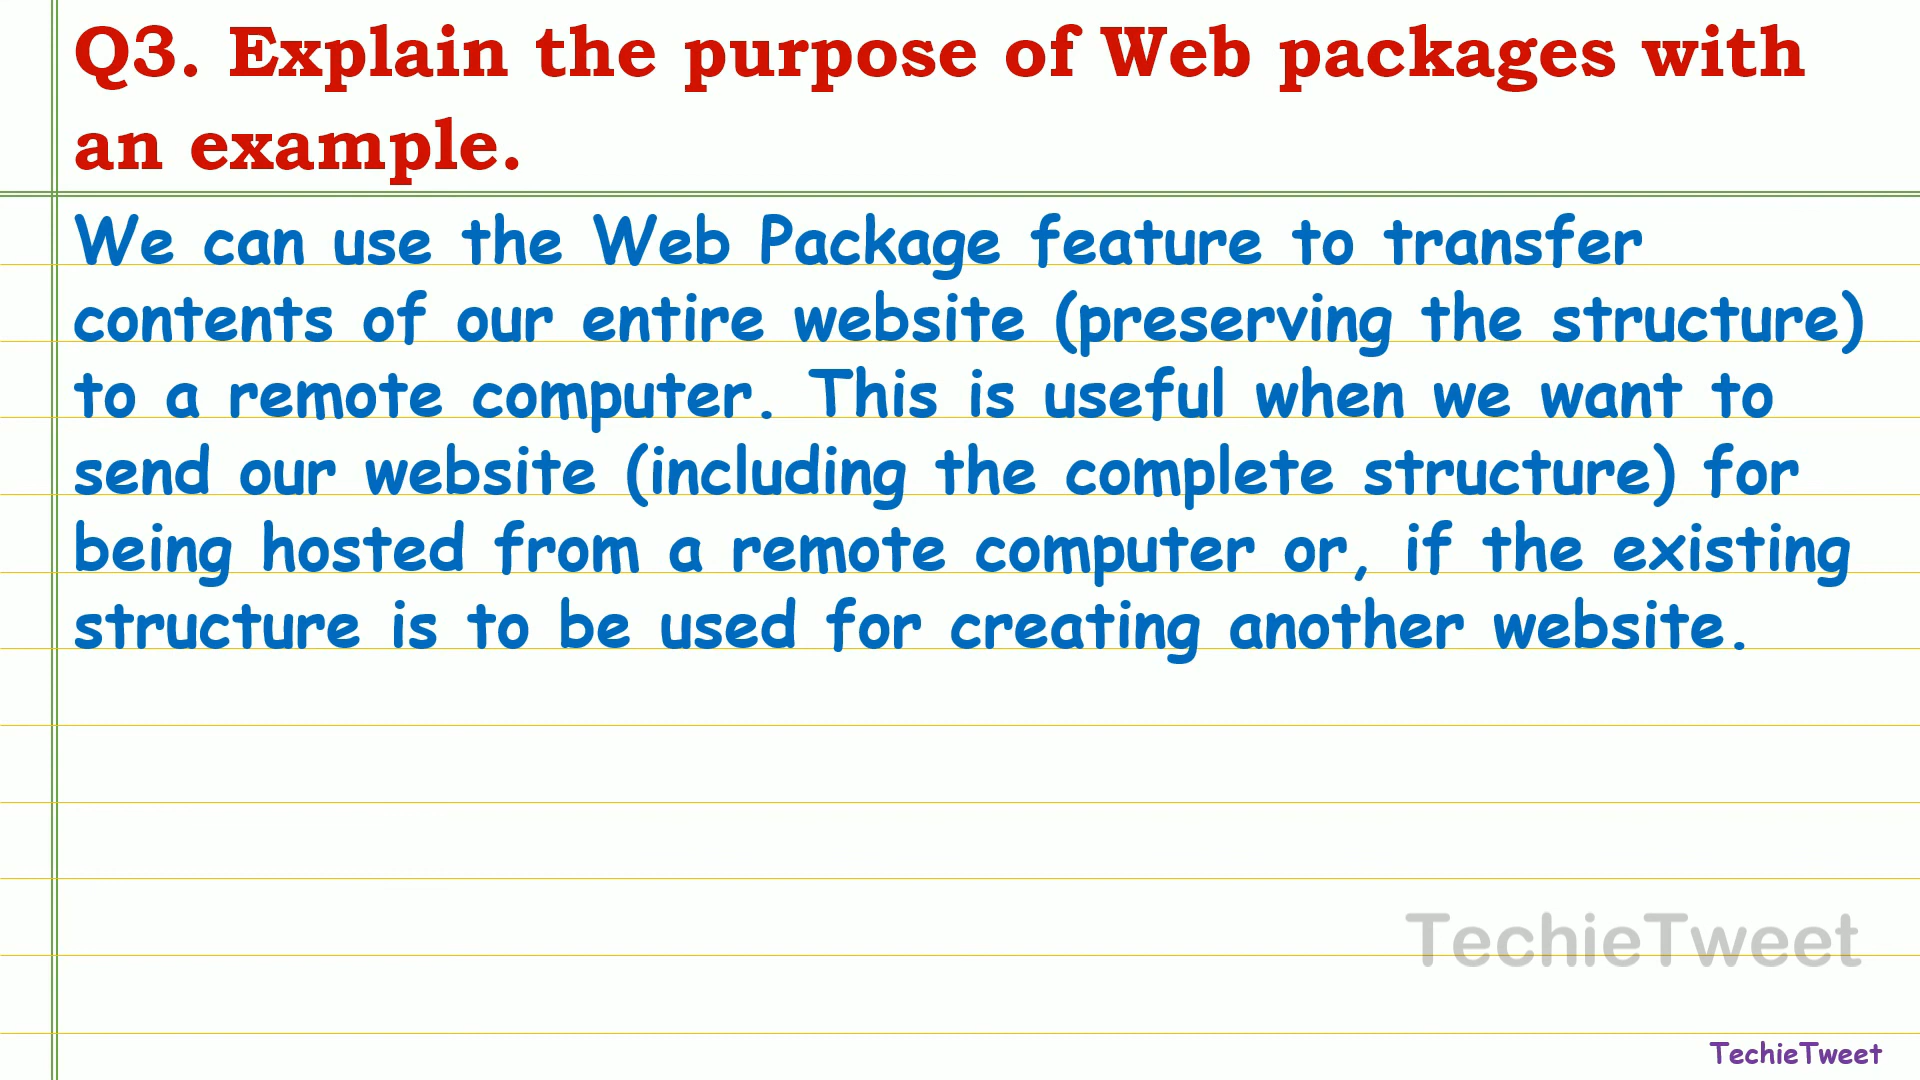 Q3. Explain the purpose of Web packages with
an example.
We can use the Web Package feature to transfer
contents of our entire website (preserving the structure)
to a remote computer. This is useful when we want to
send our website (including the complete structure) for
being hosted from a remote computer or, if the existing
structure is to be used for creating another website.
TechieTweet
TechieTweet